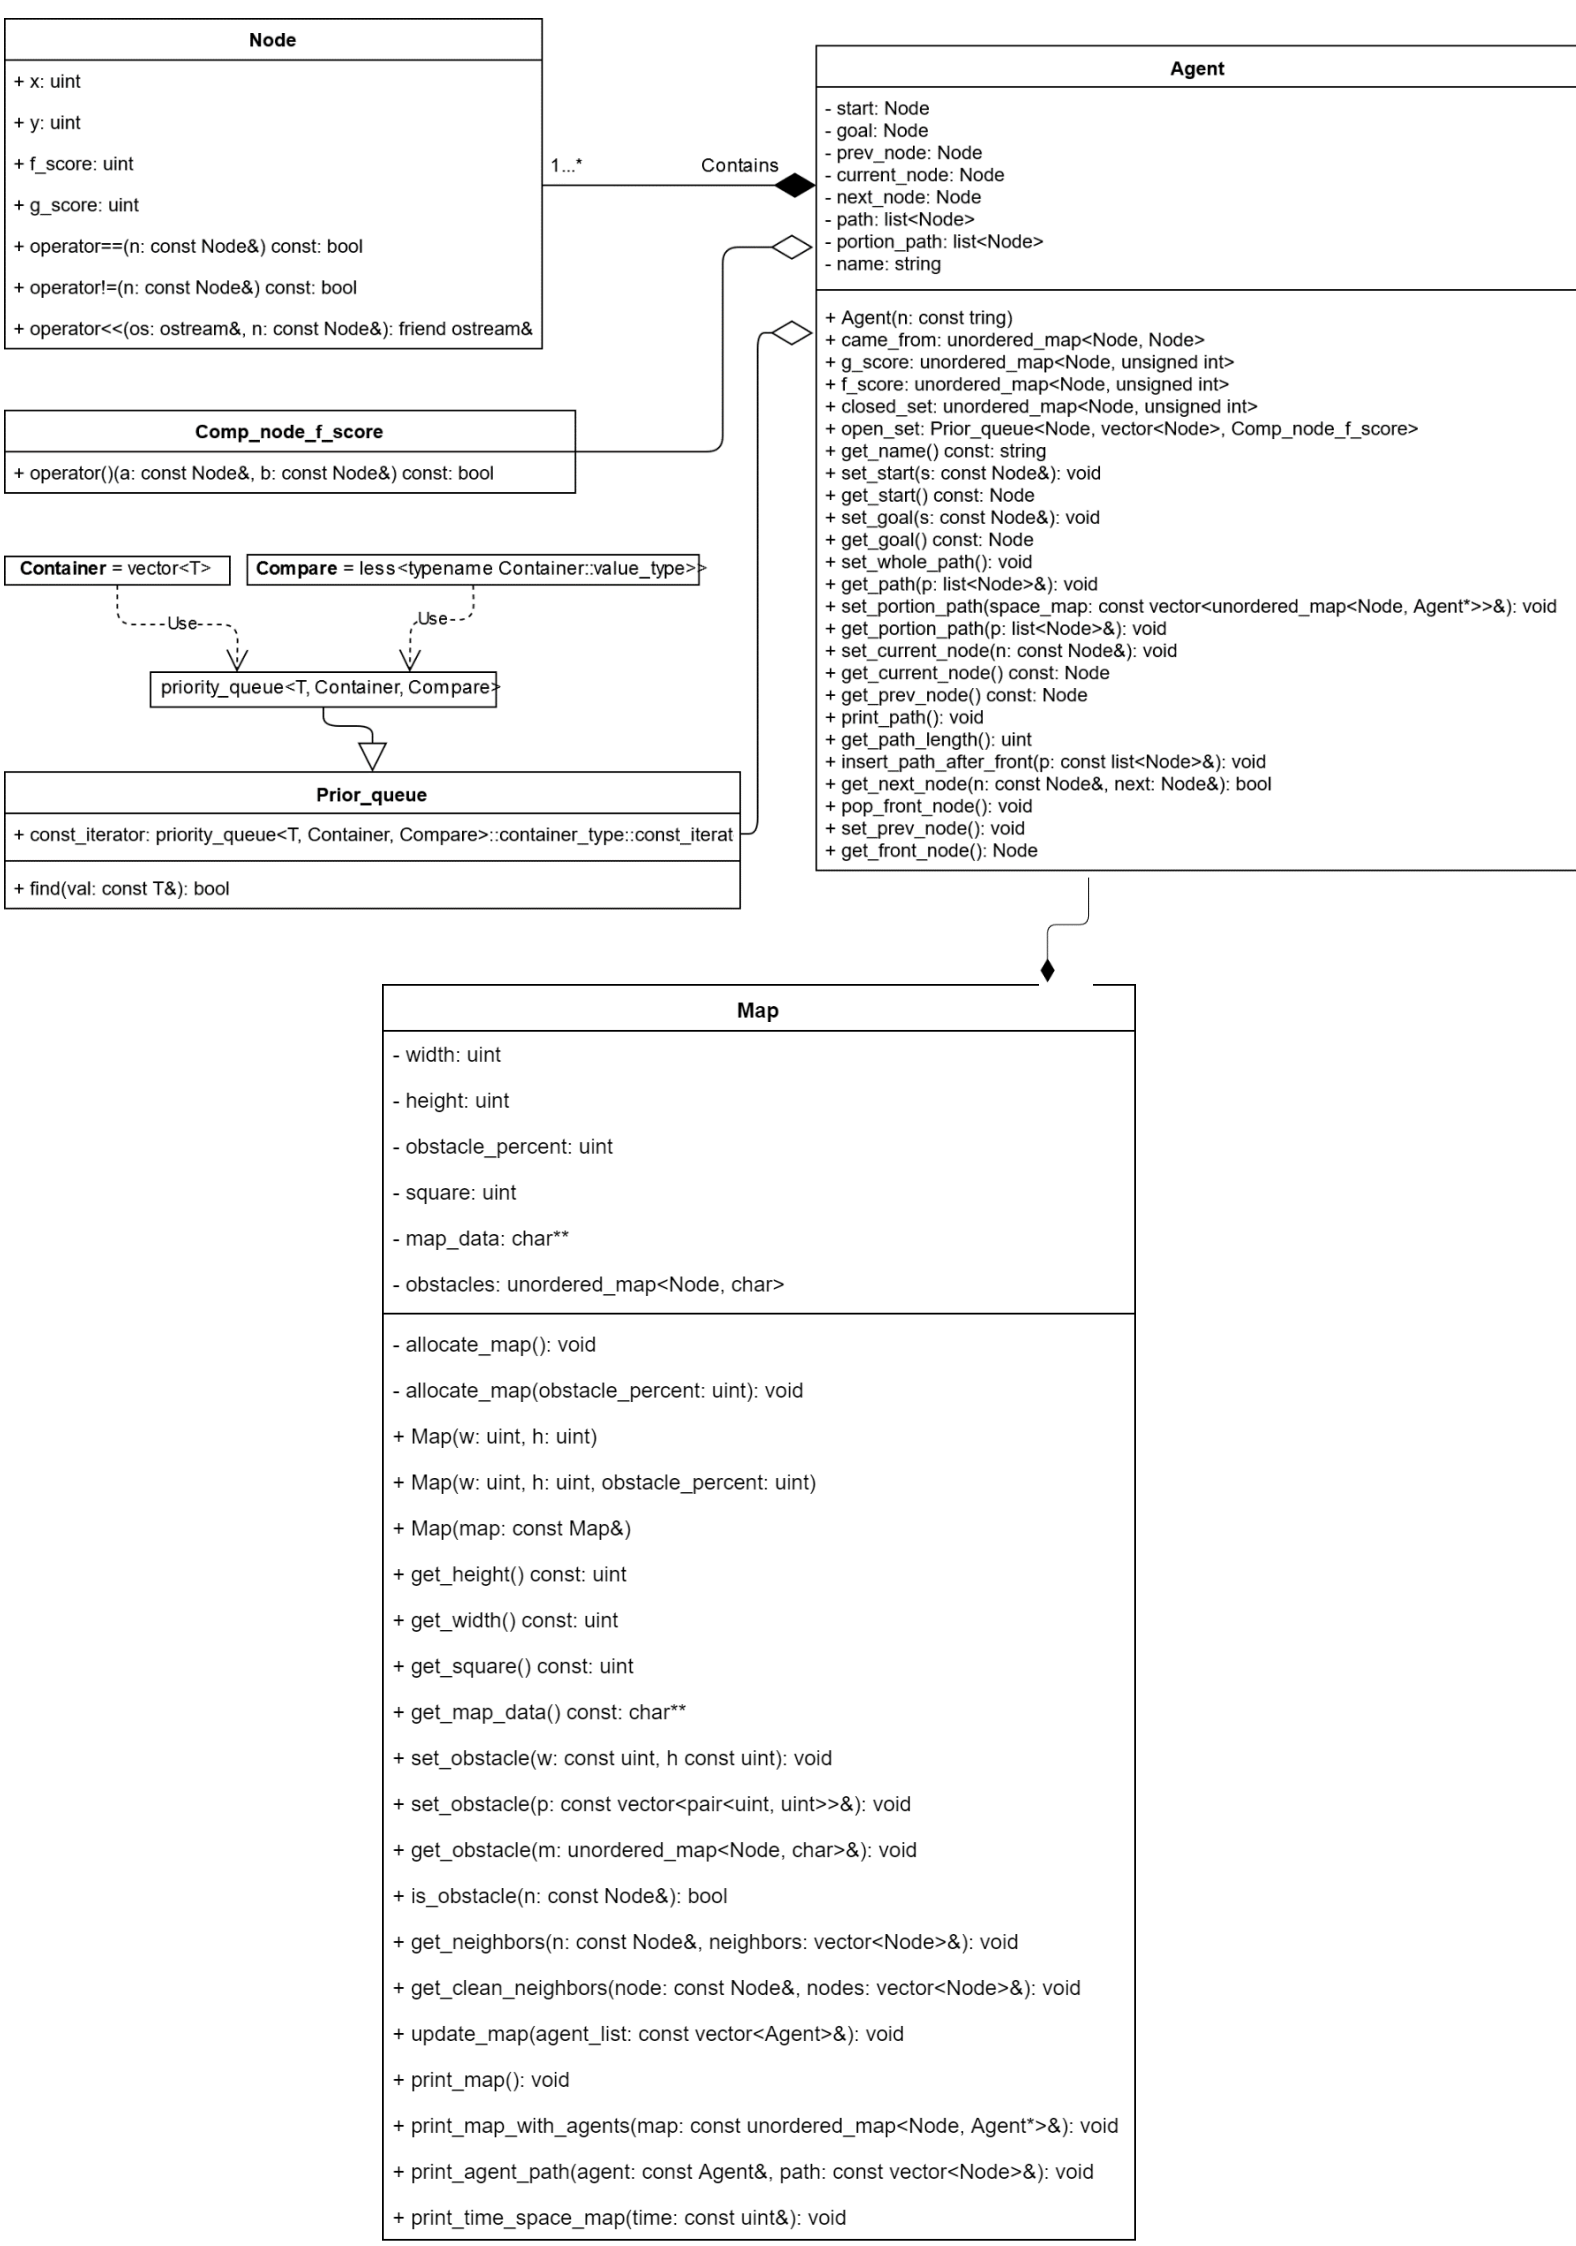 Node
+ x: uint
+ y: uint
+ f_score: uint
+ g_score: uint
+ operator==(n: const Node&) const: bool
+ operator!=(n: const Node&) const: bool
+ operator<<(os: ostream&, n: const Node&): friend ostream&
1...*
Contains
Agent
- start: Node
- goal: Node
- prev_node: Node
- current_node: Node
- next_node: Node
- path: list<Node>
- portion_path: list<Node>
- name: string
+ Agent(n: const tring)
+ came_from: unordered_map<Node, Node>
+ g_score: unordered_map<Node, unsigned int>
+ f_score: unordered_map<Node, unsigned int>
+ closed_set: unordered_map<Node, unsigned int>
+ open_set: Prior_queue<Node, vector<Node>, Comp_node_f_score>
+ get_name() const: string
+ set_start(s: const Node&): void
+ get_start() const: Node
+ set_goal(s: const Node&): void
+ get_goal() const: Node
+ set_whole_path(): void
+ get_path(p: list<Node>&): void
+ set_portion_path(space_map: const vector<unordered_map<Node, Agent*>>&): void
+ get_portion_path(p: list<Node>&): void
+ set_current_node(n: const Node&): void
+ get_current_node() const: Node
+ get_prev_node() const: Node
+ print_path(): void
+ get_path_length(): uint
+ insert_path_after_front(p: const list<Node>&): void
+ get_next_node(n: const Node&, next: Node&): bool
+ pop_front_node(): void
+ set_prev_node(): void
+ get_front_node(): Node
Comp_node_f_score
+ operator()(a: const Node&, b: const Node&) const: bool
Container = vector<T>
Compare = less<typename Container::value_type>>
Use
Use
priority_queue<T, Container, Compare>
Prior_queue
+ const_iterator: priority_queue<T, Container, Compare>::container_type::const_iterat
+ find(val: const T&): bool
Map
- width: uint
- height: uint
- obstacle_percent: uint
- square: uint
- map_data: char**
- obstacles: unordered_map<Node, char>
- allocate_map(): void
- allocate_map(obstacle_percent: uint): void
+ Map(w: uint, h: uint)
+ Map(w: uint, h: uint, obstacle_percent: uint)
+ Map(map: const Map&)
+ get_height() const: uint
+ get_width() const: uint
+ get_square() const: uint
+ get_map_data() const: char**
+ set_obstacle(w: const uint, h const uint): void
+ set_obstacle(p: const vector<pair<uint, uint>>&): void
+ get_obstacle(m: unordered_map<Node, char>&): void
+ is_obstacle(n: const Node&): bool
+ get_neighbors(n: const Node&, neighbors: vector<Node>&): void
+ get_clean_neighbors(node: const Node&, nodes: vector<Node>&): void
+ update_map(agent_list: const vector<Agent>&): void
+ print_map(): void
+ print_map_with_agents(map: const unordered_map<Node, Agent*>&): void
+ print_agent_path(agent: const Agent&, path: const vector<Node>&): void
+ print_time_space_map(time: const uint&): void